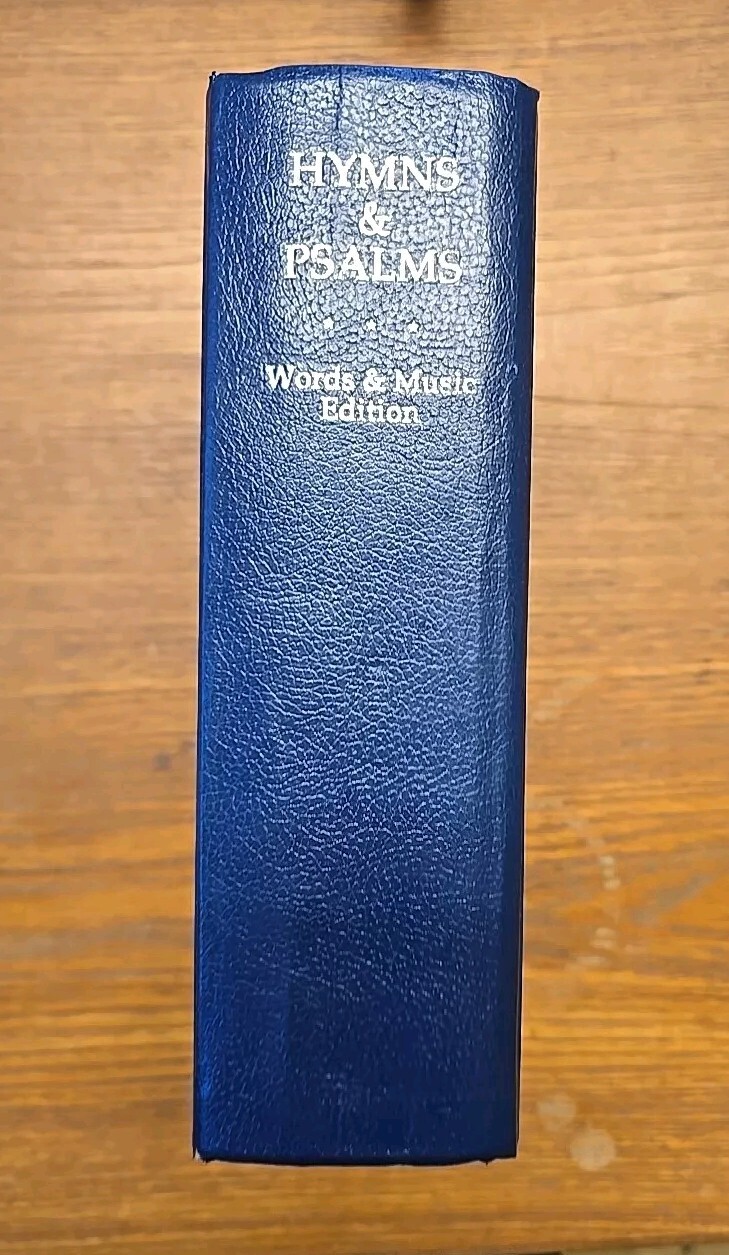 HYMNS
&
PSALMS
* * *
Words & Music
Edition